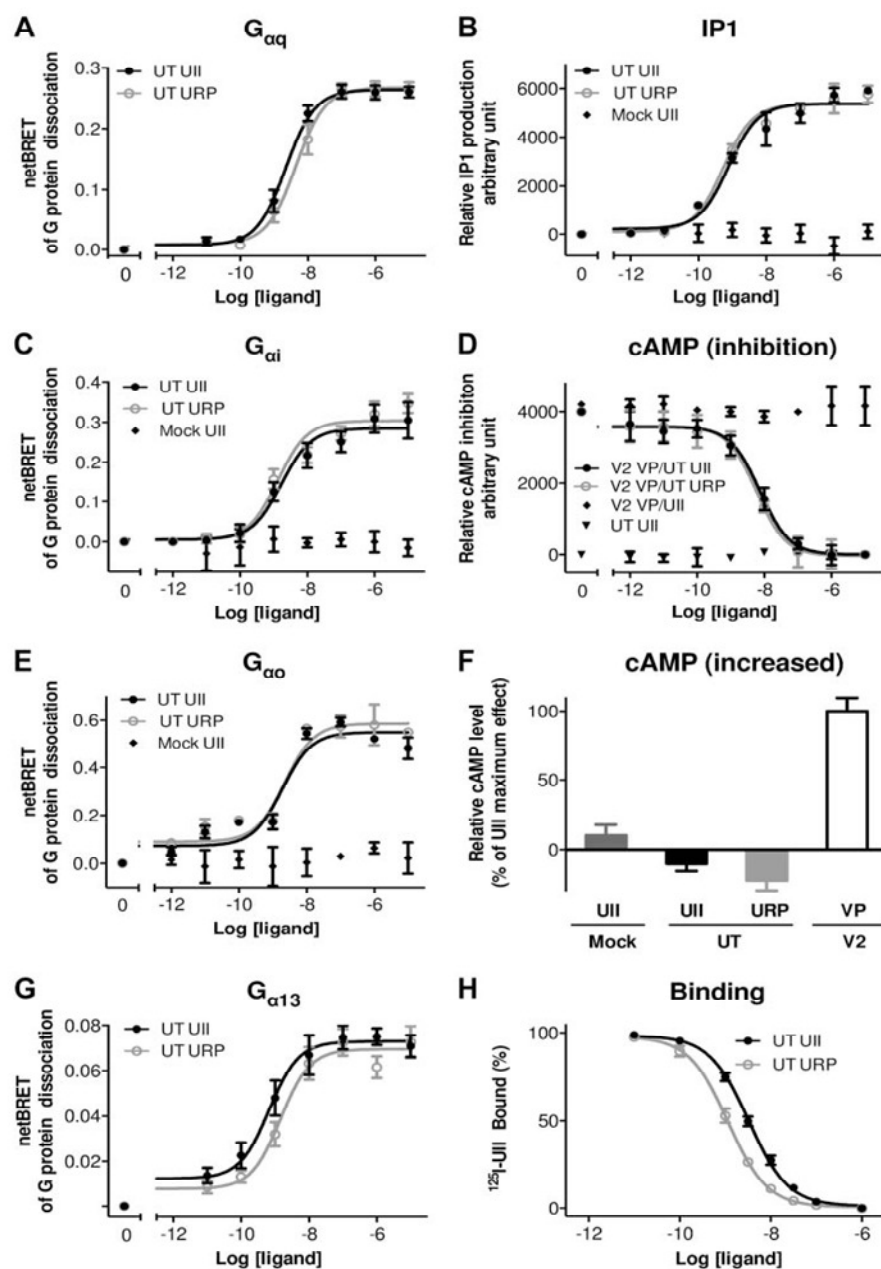 A
Gαq
UT UII
UT URP
netBRET
of G protein dissociation
0.3
0.2
0.1
0.0
0
-12
-10
-8
-6
Log [ligand]
B
IP1
UT UII
UT URP
Mock UII
Relative IP1 production
arbitrary unit
6000
4000
2000
0
0
-12
-10
-8
-6
Log [ligand]
C
Gαi
UT UII
UT URP
Mock UII
netBRET
of G protein dissociation
0.4
0.3
0.2
0.1
0.0
0
-12
-10
-8
-6
Log [ligand]
D
cAMP (inhibition)
V2 VP/UT UII
V2 VP/UT URP
V2 VP/UII
UT UII
Relative cAMP inhibiton
arbitrary unit
4000
2000
0
0
-12
-10
-8
-6
Log [ligand]
E
Gαo
UT UII
UT URP
Mock UII
netBRET
of G protein dissociation
0.6
0.4
0.2
0.0
0
-12
-10
-8
-6
Log [ligand]
F
cAMP (increased)
Relative cAMP level
(% of UII maximum effect)
100
50
0
UII
UII
URP
VP
Mock
UT
V2
G
Gα13
UT UII
UT URP
netBRET
of G protein dissociation
0.08
0.06
0.04
0.02
0
-12
-10
-8
-6
Log [ligand]
H
Binding
UT UII
UT URP
125I-UII Bound (%)
100
50
0
-12
-10
-8
-6
Log [ligand]